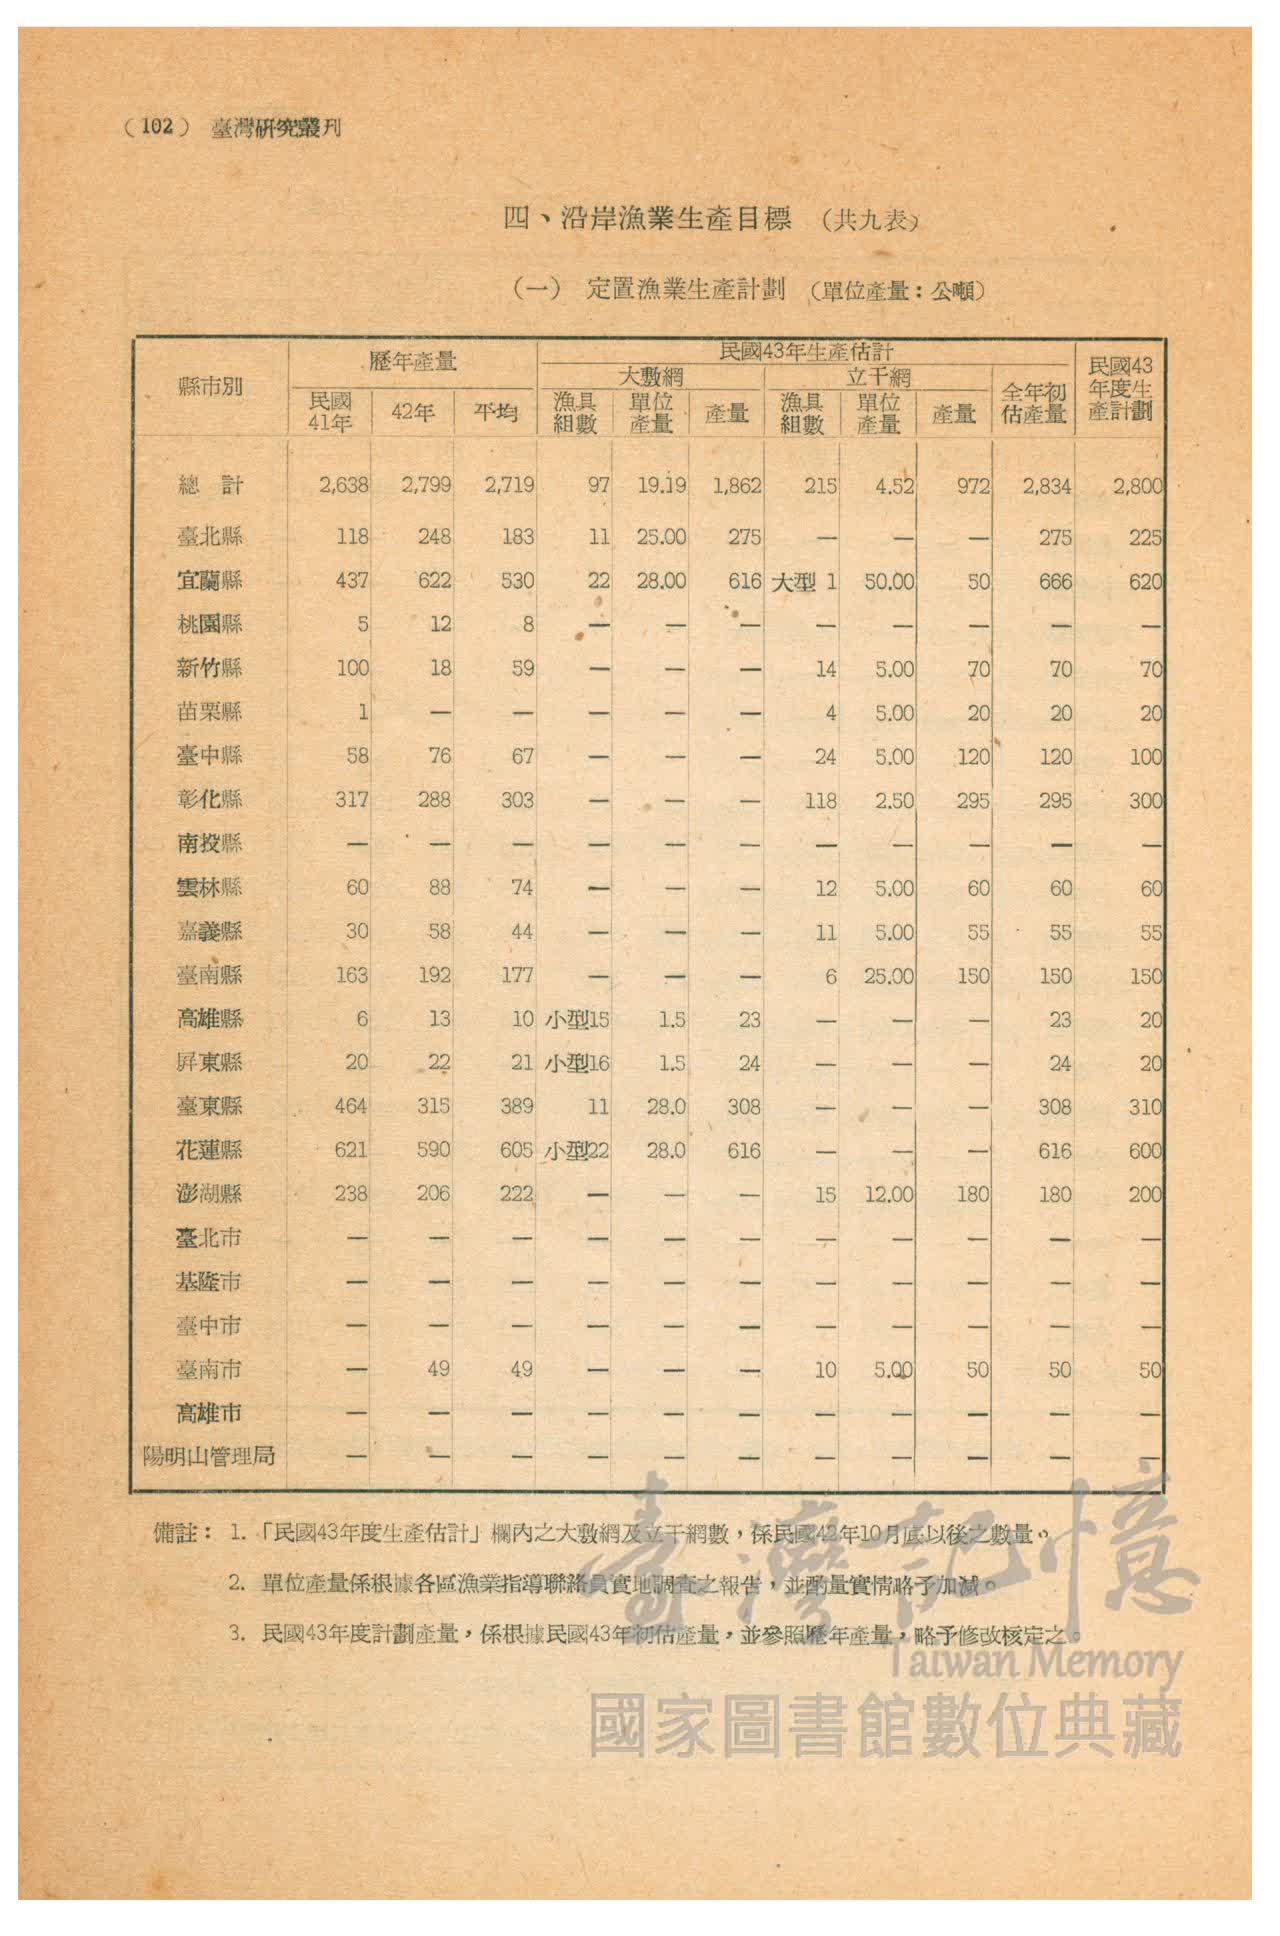 （102） 臺灣研究叢刊
四、沿岸漁業生產目標 （共九表）
（一） 定置漁業生產計劃 （單位產量：公噸）
縣市別 歷年產量 民國43年生產估計 民國43年度生產計劃
大敷網 立干網 全年初估產量
民國41年 42年 平均 漁具組數 單位產量 產量 漁具組數 單位產量 產量
總 計 2,638 2,799 2,719 97 19.19 1,862 215 4.52 972 2,834 2,800
臺北縣 118 248 183 11 25.00 275 — — — 275 225
宜蘭縣 437 622 530 22 28.00 616 大型 1 50.00 50 666 620
桃園縣 5 12 8 — — — — — — — —
新竹縣 100 18 59 — — — 14 5.00 70 70 70
苗栗縣 1 — — — — — 4 5.00 20 20 20
臺中縣 58 76 67 — — — 24 5.00 120 120 100
彰化縣 317 288 303 — — — 118 2.50 295 295 300
南投縣 — — — — — — — — — — —
雲林縣 60 88 74 — — — 12 5.00 60 60 60
嘉義縣 30 58 44 — — — 11 5.00 55 55 55
臺南縣 163 192 177 — — — 6 25.00 150 150 150
高雄縣 6 13 10 小型15 1.5 23 — — — 23 20
屏東縣 20 22 21 小型16 1.5 24 — — — 24 20
臺東縣 464 315 389 11 28.0 308 — — — 308 310
花蓮縣 621 590 605 小型22 28.0 616 — — — 616 600
澎湖縣 238 206 222 — — — 15 12.00 180 180 200
臺北市 — — — — — — — — — — —
基隆市 — — — — — — — — — — —
臺中市 — — — — — — — — — — —
臺南市 — 49 49 — — — 10 5.00 50 50 50
高雄市 — — — — — — — — — — —
陽明山管理局 — — — — — — — — — — —
備註：1.「民國43年度生產估計」欄內之大敷網及立干網數，係民國42年10月底以後之數量。
2. 單位產量係根據各區漁業指導聯絡員實地調查之報告，並酌量實情略予加減。
3. 民國43年度計劃產量，係根據民國43年初估產量，並參照歷年產量，略予修改核定之。
臺灣記憶
Taiwan Memory
國家圖書館數位典藏